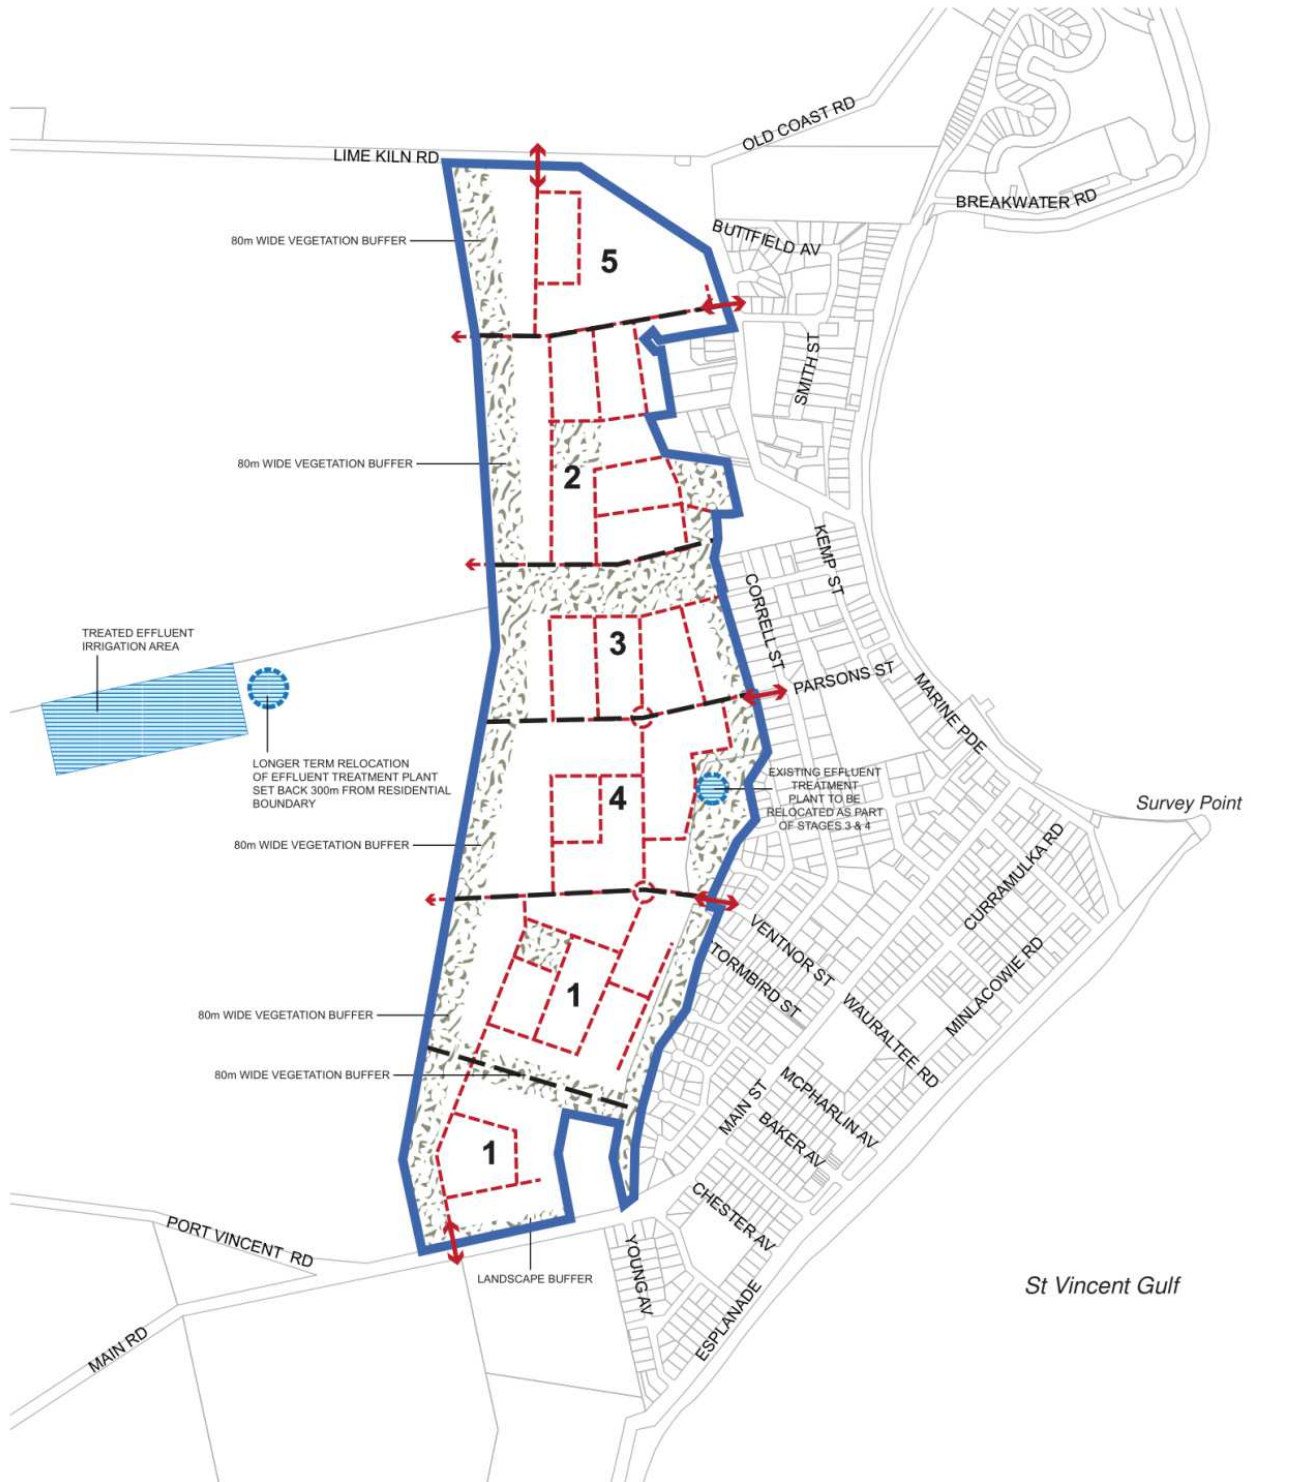 OLD COAST RD
LIME KILN RD
BREAKWATER RD
BUTTFIELD AV
80m WIDE VEGETATION BUFFER
5
SMITH ST
80m WIDE VEGETATION BUFFER
2
KEMP ST
CORRELL ST
TREATED EFFLUENT
IRRIGATION AREA
3
PARSONS ST
MARINE PDE
LONGER TERM RELOCATION
OF EFFLUENT TREATMENT PLANT
SET BACK 300m FROM RESIDENTIAL
BOUNDARY
EXISTING EFFLUENT
TREATMENT
PLANT TO BE
RELOCATED AS PART
OF STAGES 3 & 4
4
Survey Point
80m WIDE VEGETATION BUFFER
CURRAMULKA RD
VENTNOR ST
TORMBIRD ST
MINLACOWIE RD
1
80m WIDE VEGETATION BUFFER
WAURALTEE RD
80m WIDE VEGETATION BUFFER
MAIN ST
MCPHARLIN AV
BAKER AV
1
CHESTER AV
PORT VINCENT RD
YOUNG AV
LANDSCAPE BUFFER
St Vincent Gulf
ESPLANADE
MAIN RD